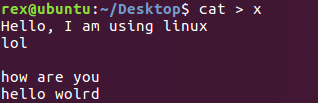 rex@ubuntu:~/Desktop$ cat > x
Hello, I am using linux
lol

how are you
hello wolrd